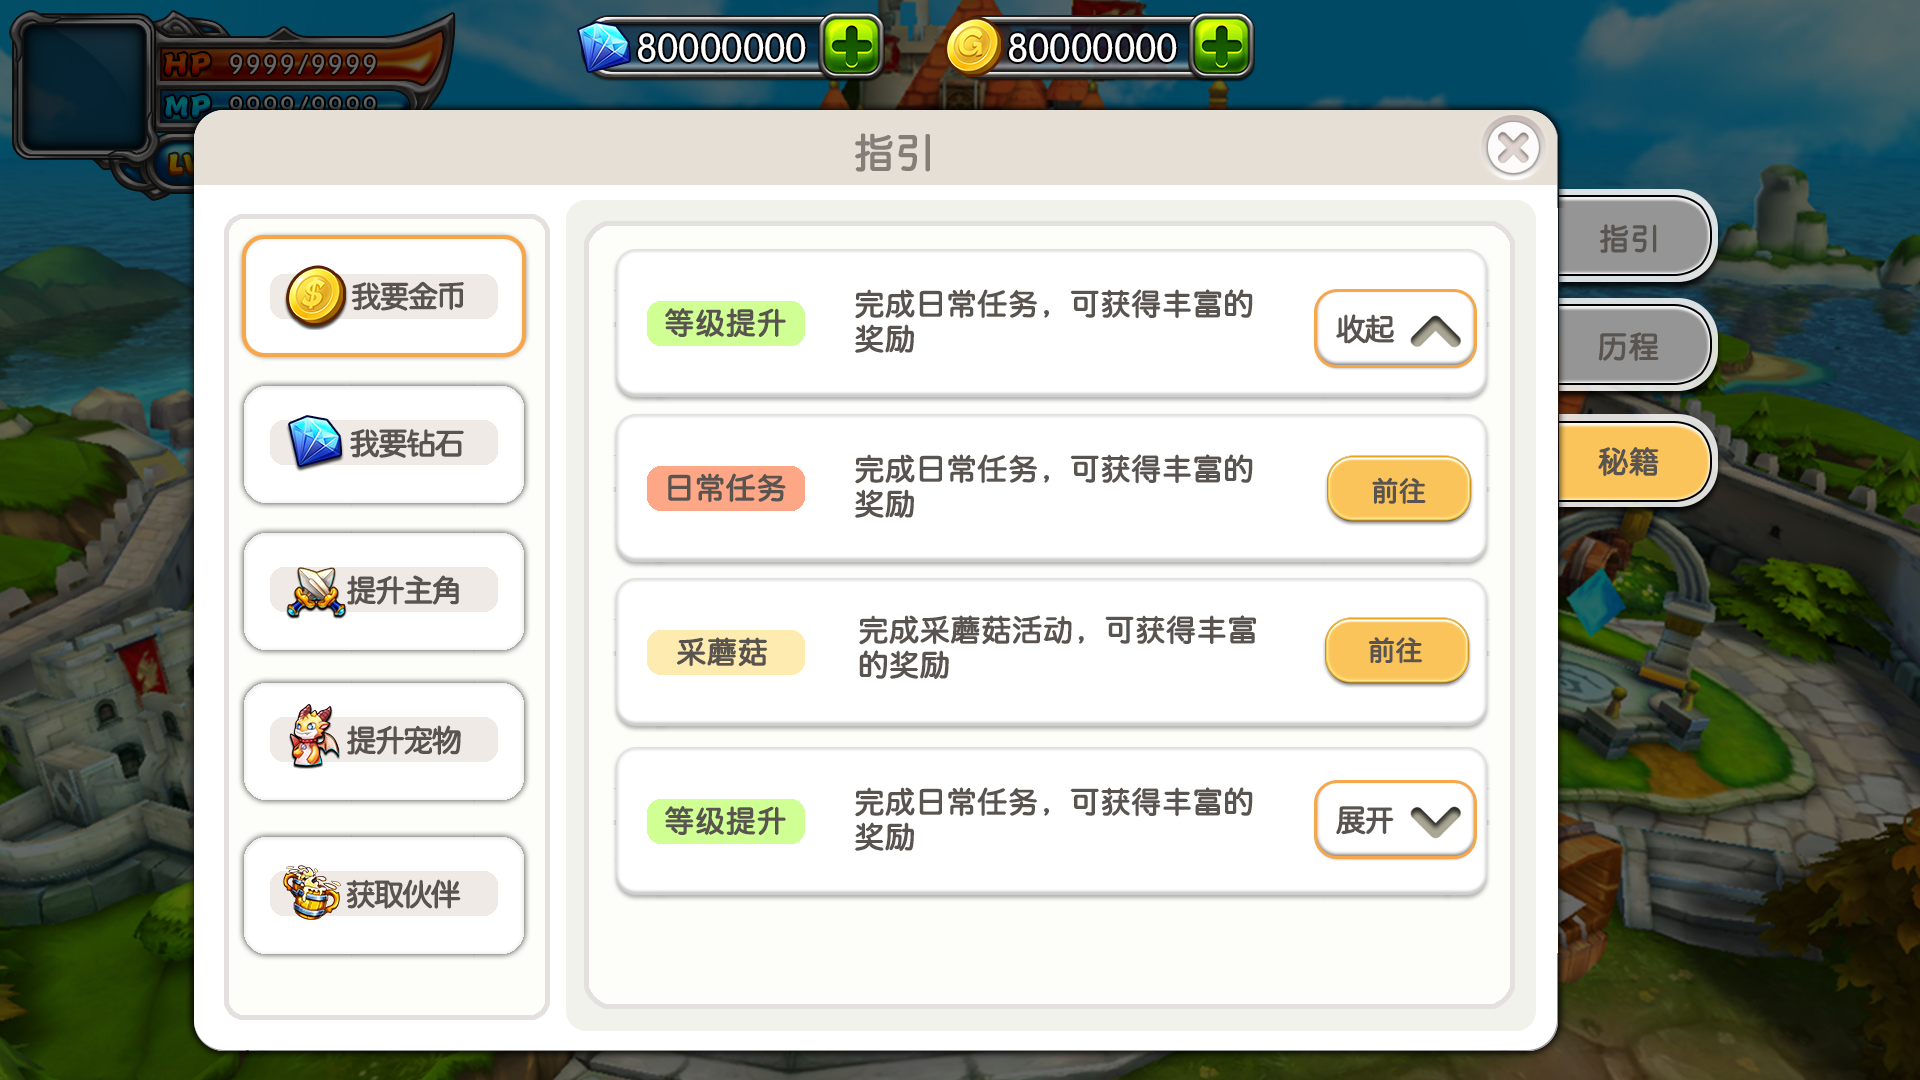 HP 9999/9999
MP 9999/9999
LV
80000000
80000000
指引
我要金币
我要钻石
提升主角
提升宠物
获取伙伴
等级提升
完成日常任务，可获得丰富的
奖励
收起
日常任务
完成日常任务，可获得丰富的
奖励
前往
采蘑菇
完成采蘑菇活动，可获得丰富
的奖励
前往
等级提升
完成日常任务，可获得丰富的
奖励
展开
指引
历程
秘籍